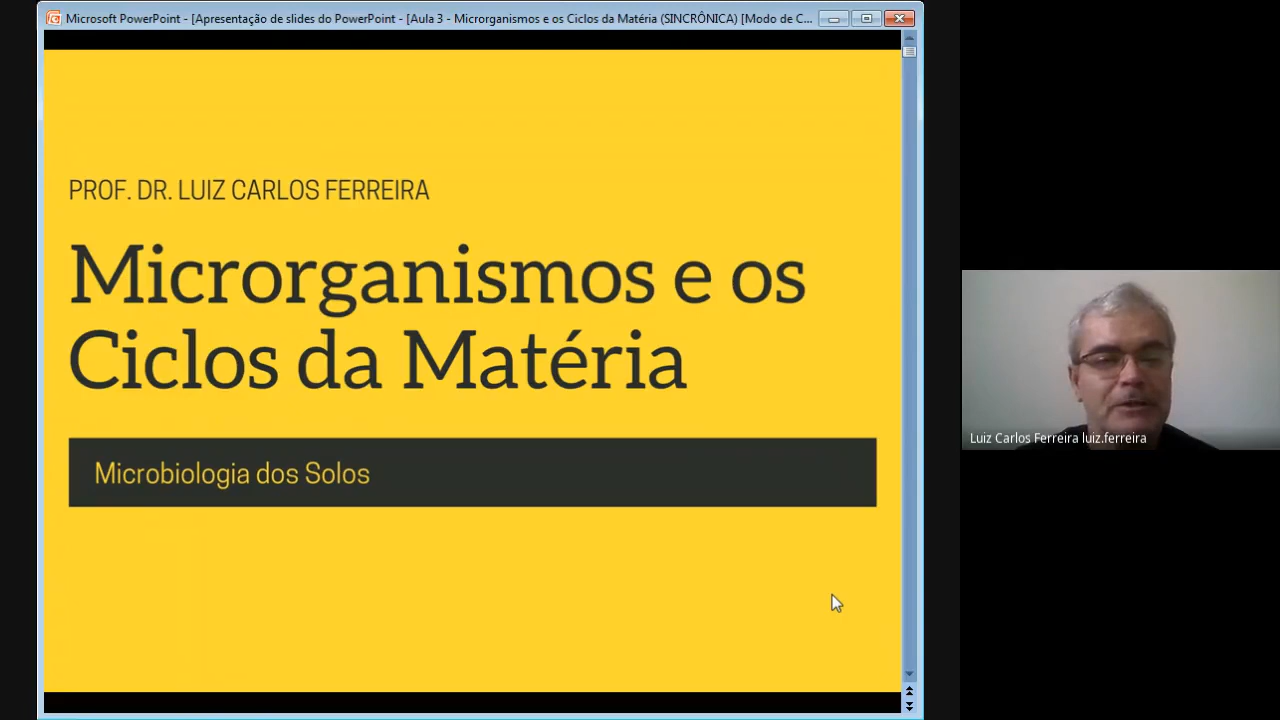 Microsoft PowerPoint - [Apresentação de slides do PowerPoint - [Aula 3 - Microrganismos e os Ciclos da Matéria (SINCRÔNICA) [Modo de C...
PROF. DR. LUIZ CARLOS FERREIRA
Microrganismos e os
Ciclos da Matéria
Microbiologia dos Solos
Luiz Carlos Ferreira luiz.ferreira